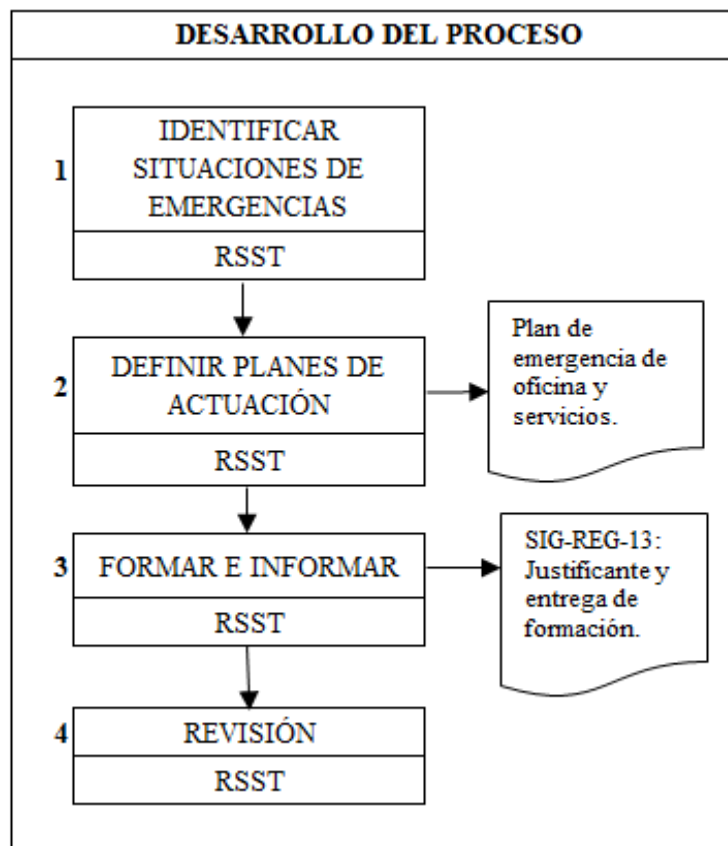 DESARROLLO DEL PROCESO
1
IDENTIFICAR
SITUACIONES DE
EMERGENCIAS
RSST
2
DEFINIR PLANES DE
ACTUACIÓN
RSST
Plan de
emergencia de
oficina y
servicios.
3
FORMAR E INFORMAR
RSST
SIG-REG-13:
Justificante y
entrega de
formación.
4
REVISIÓN
RSST